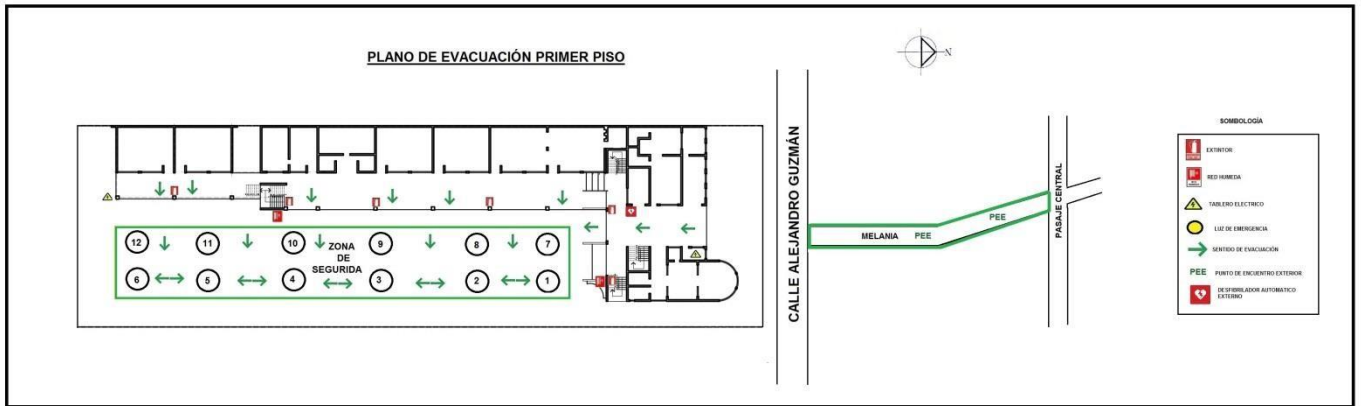 PLANO DE EVACUACIÓN PRIMER PISO
N
CALLE ALEJANDRO GUZMÁN
MELANIA PEE
PEE
PASAJE CENTRAL
12 11 10 9 8 7
ZONA
DE
SEGURIDA
6 5 4 3 2 1
SOMBOLOGÍA
EXTINTOR
RED HUMEDA
TABLERO ELECTRICO
LUZ DE EMERGENCIA
SENTIDO DE EVACUACIÓN
PEE PUNTO DE ENCUENTRO EXTERIOR
DESFIBRILADOR AUTOMATICO
EXTERNO